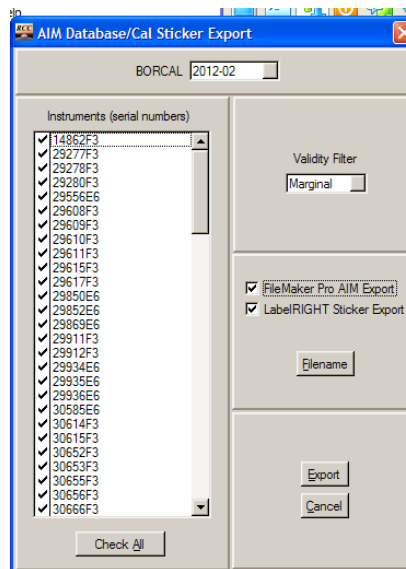 elp
RCC AIM Database/Cal Sticker Export
BORCAL 2012-02
Instruments (serial numbers)
14862F3
29277F3
29278F3
29280F3
29556E6
29608F3
29609F3
29610F3
29611F3
29615F3
29617F3
29850E6
29852E6
29869E6
29911F3
29912F3
29934E6
29935E6
29936E6
30585E6
30614F3
30615F3
30652F3
30653F3
30655F3
30656F3
30666F3
Check All
Validity Filter
Marginal
FileMaker Pro AIM Export
LabelRIGHT Sticker Export
Filename
Export
Cancel